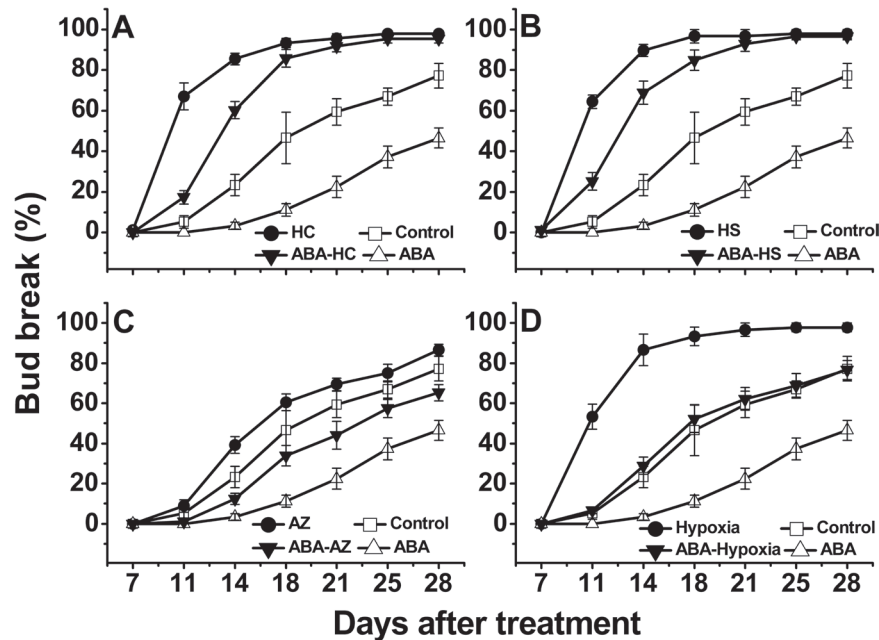 A
B
100
80
60
40
20
0
HC Control
ABA-HC ABA
100
80
60
40
20
0
HS Control
ABA-HS ABA
C
D
100
80
60
40
20
0
AZ Control
ABA-AZ ABA
7 11 14 18 21 25 28
100
80
60
40
20
0
Hypoxia Control
ABA-Hypoxia ABA
7 11 14 18 21 25 28
Bud break (%)
Days after treatment